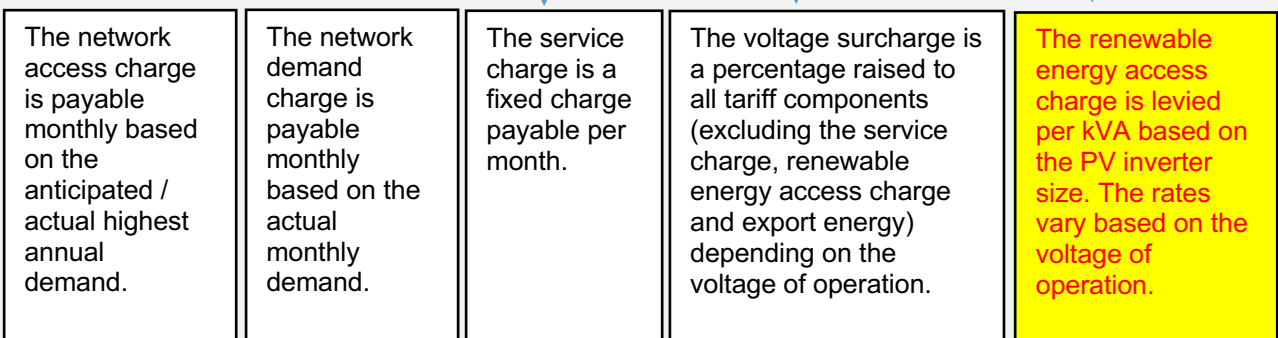 The network
access charge
is payable
monthly based
on the
anticipated /
actual highest
annual
demand.
The network
demand
charge is
payable
monthly
based on the
actual
monthly
demand.
The service
charge is a
fixed charge
payable per
month.
The voltage surcharge is
a percentage raised to
all tariff components
(excluding the service
charge, renewable
energy access charge
and export energy)
depending on the
voltage of operation.
The renewable
energy access
charge is levied
per kVA based on
the PV inverter
size. The rates
vary based on the
voltage of
operation.